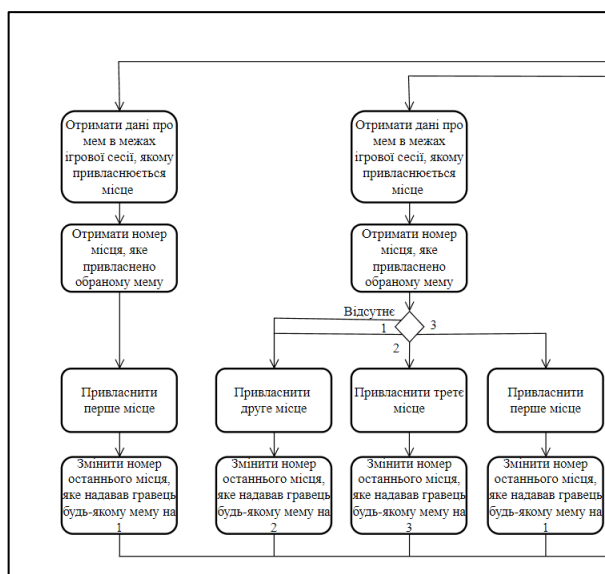 Отримати дані про
мем в межах
ігрової сесії, якому
привласнюється
місце
Отримати дані про
мем в межах
ігрової сесії, якому
привласнюється
місце
Отримати номер
місця, яке
привласнено
обраному мему
Отримати номер
місця, яке
привласнено
обраному мему
Відсутнє
1
3
2
Привласнити
перше місце
Привласнити
друге місце
Привласнити третє
місце
Привласнити
перше місце
Змінити номер
останнього місця,
яке надавав гравець
будь-якому мему на
1
Змінити номер
останнього місця,
яке надавав гравець
будь-якому мему на
2
Змінити номер
останнього місця,
яке надавав гравець
будь-якому мему на
3
Змінити номер
останнього місця,
яке надавав гравець
будь-якому мему на
1